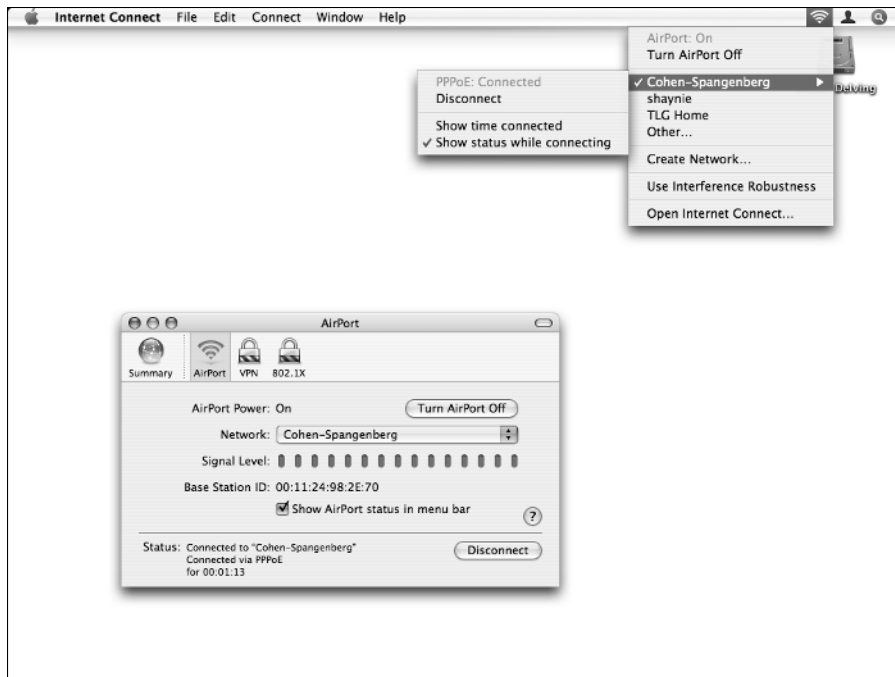 Internet Connect File Edit Connect Window Help
AirPort: On
Turn AirPort Off
Cohen-Spangenberg
shaynie
TLG Home
Other...
Create Network...
Use Interference Robustness
Open Internet Connect...
PPPoE: Connected
Disconnect
Show time connected
Show status while connecting
Delving
AirPort
Summary AirPort VPN 802.1X
AirPort Power: On Turn AirPort Off
Network: Cohen-Spangenberg
Signal Level:
Base Station ID: 00:11:24:98:2E:70
Show AirPort status in menu bar
?
Status: Connected to "Cohen-Spangenberg" Disconnect
Connected via PPPoE
for 00:01:13